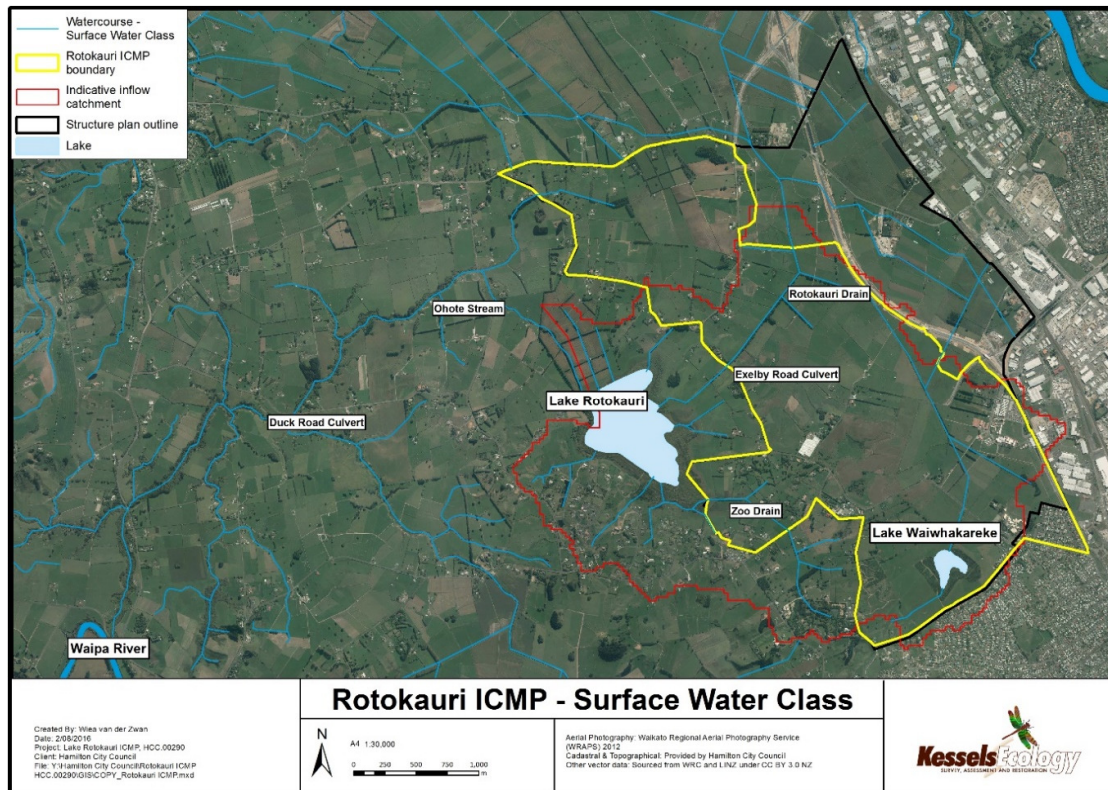 Watercourse -
Surface Water Class
Rotokauri ICMP
boundary
Indicative inflow
catchment
Structure plan outline
Lake
Rotokauri Drain
Ohote Stream
Exelby Road Culvert
Lake Rotokauri
Duck Road Culvert
Zoo Drain
Lake Waiwhakareke
Waipa River
Rotokauri ICMP - Surface Water Class
Created By: Wiea van der Zwan
Date: 2/08/2016
Project: Lake Rotokauri ICMP, HCC.00290
Client: Hamilton City Council
File: Y:\Hamilton City Council\Rotokauri ICMP
HCC.00290\GIS\COPY_Rotokauri ICMP.mxd
N
A4 1:30,000
0 250 500 750 1,000
m
Aerial Photography: Waikato Regional Aerial Photography Service
(WRAPS) 2012
Cadastral & Topographical: Provided by Hamilton City Council
Other vector data: Sourced from WRC and LINZ under CC BY 3.0 NZ
KesselsEcology
SURVEY, ASSESSMENT AND RESTORATION